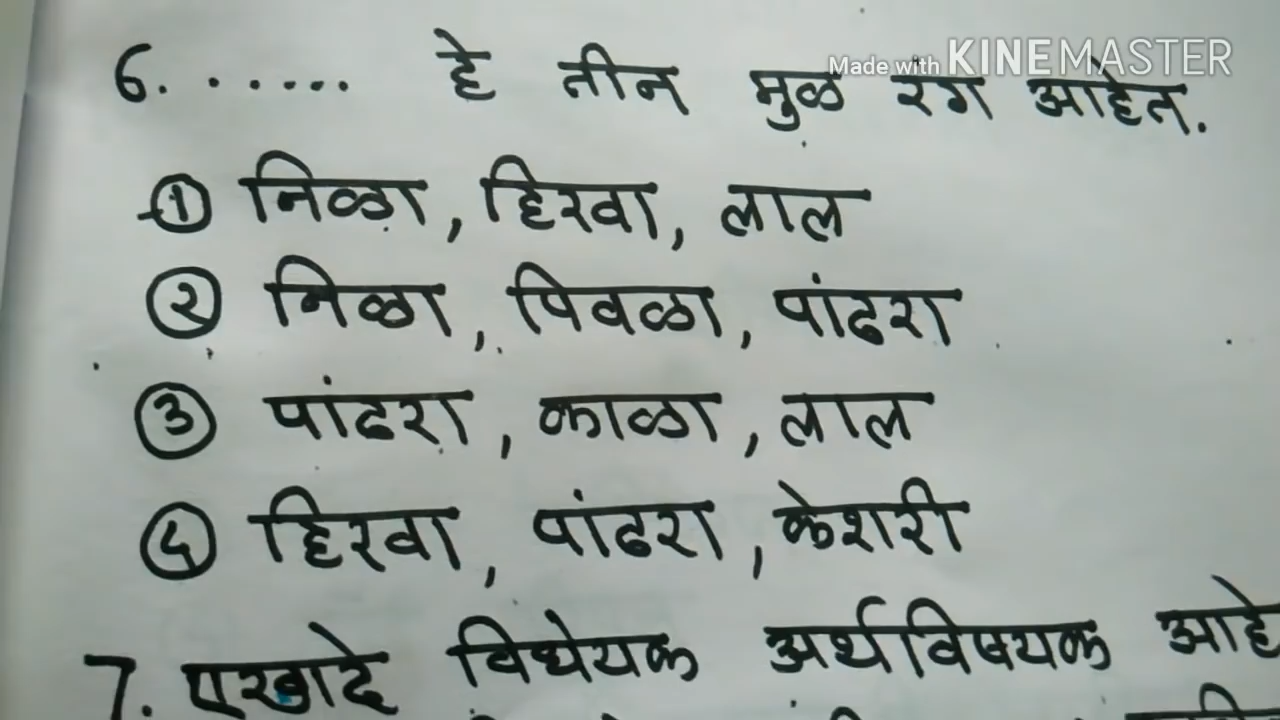 Made with KINEMASTER
6. ...... हे तीन मुळ रंग आहेत.
① निळा, हिरवा, लाल
② निळा, पिवळा, पांढरा
③ पांढरा, काळा, लाल
④ हिरवा, पांढरा, केशरी
7. एखादे विधेयक अर्थविषयक आहे